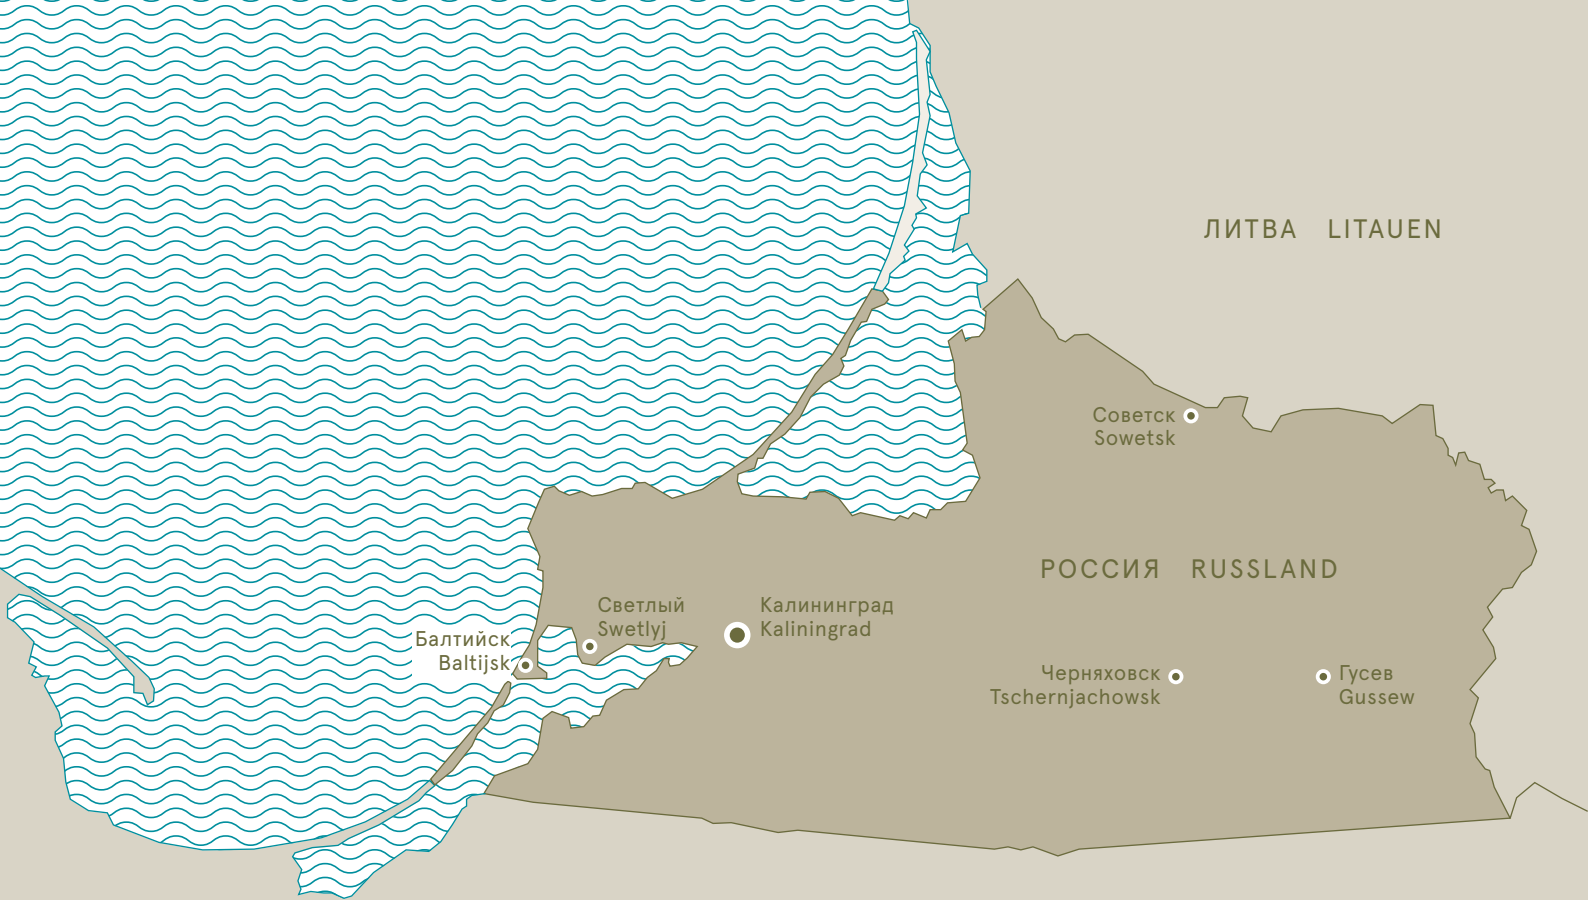 ЛИТВА LITAUEN
Советск
Sowetsk
РОССИЯ RUSSLAND
Светлый
Swetlyj
Калининград
Kaliningrad
Балтийск
Baltijsk
Черняховск
Tschernjachowsk
Гусев
Gussew